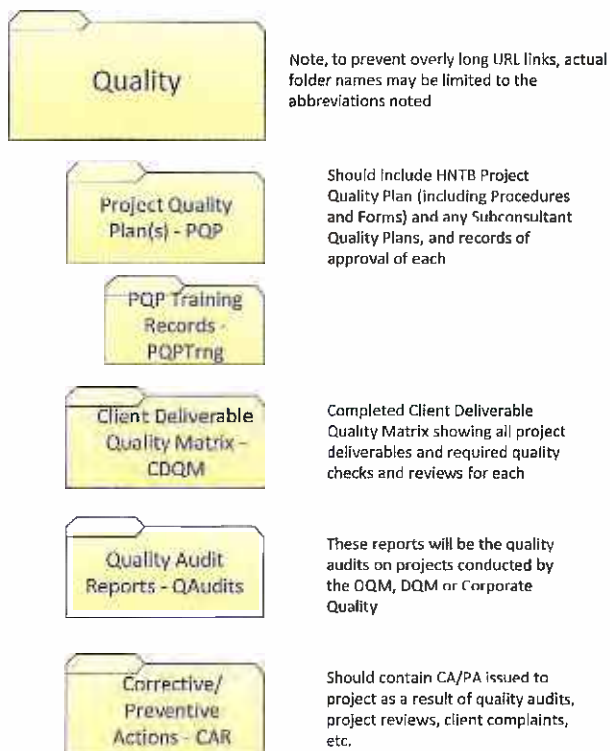 Quality
Note, to prevent overly long URL links, actual
folder names may be limited to the
abbreviations noted
Project Quality
Plan(s) - PQP
Should include HNTB Project
Quality Plan (including Procedures
and Forms) and any Subconsultant
Quality Plans, and records of
approval of each
PQP Training
Records -
PQPTrng
Client Deliverable
Quality Matrix –
CDQM
Completed Client Deliverable
Quality Matrix showing all project
deliverables and required quality
checks and reviews for each
Quality Audit
Reports - QAudits
These reports will be the quality
audits on projects conducted by
the OQM, DQM or Corporate
Quality
Corrective/
Preventive
Actions - CAR
Should contain CA/PA issued to
project as a result of quality audits,
project reviews, client complaints,
etc.